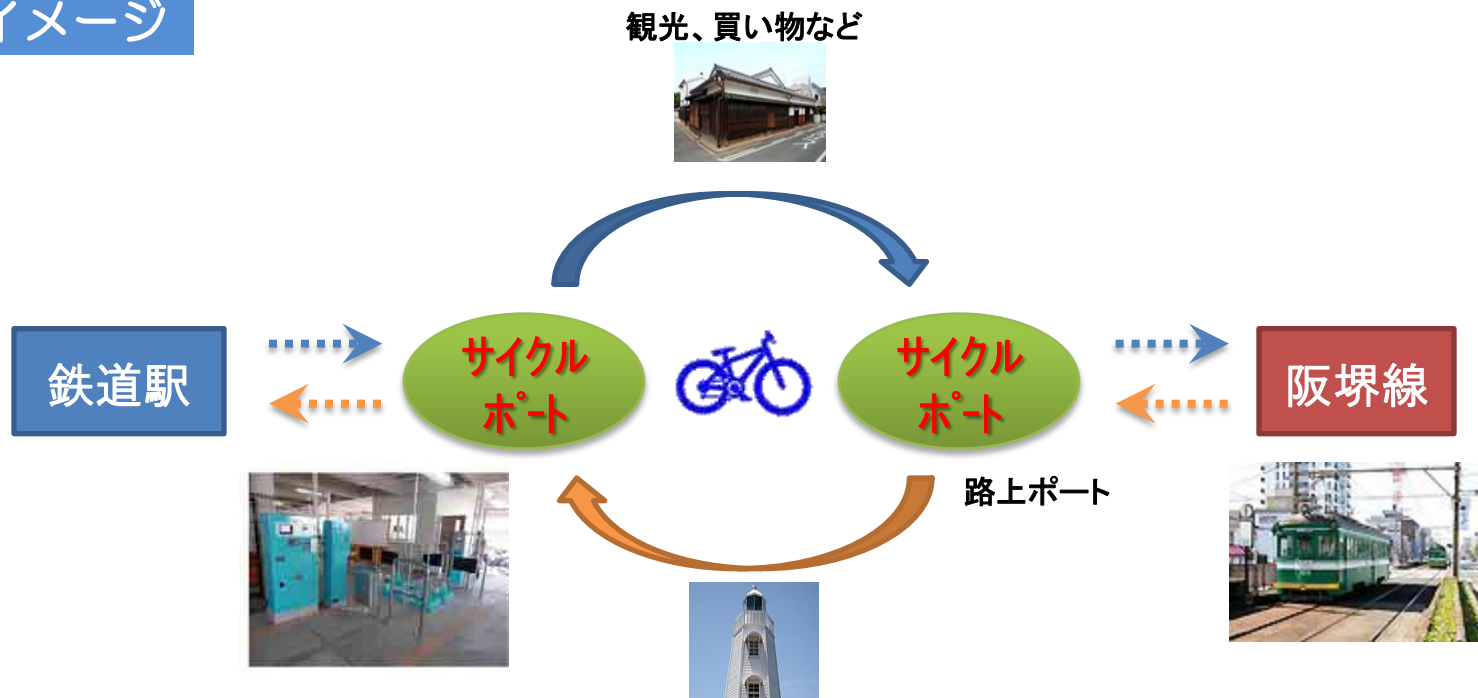 イメージ
観光、買い物など
鉄道駅
サイクル
ポート
サイクル
ポート
阪堺線
路上ポート